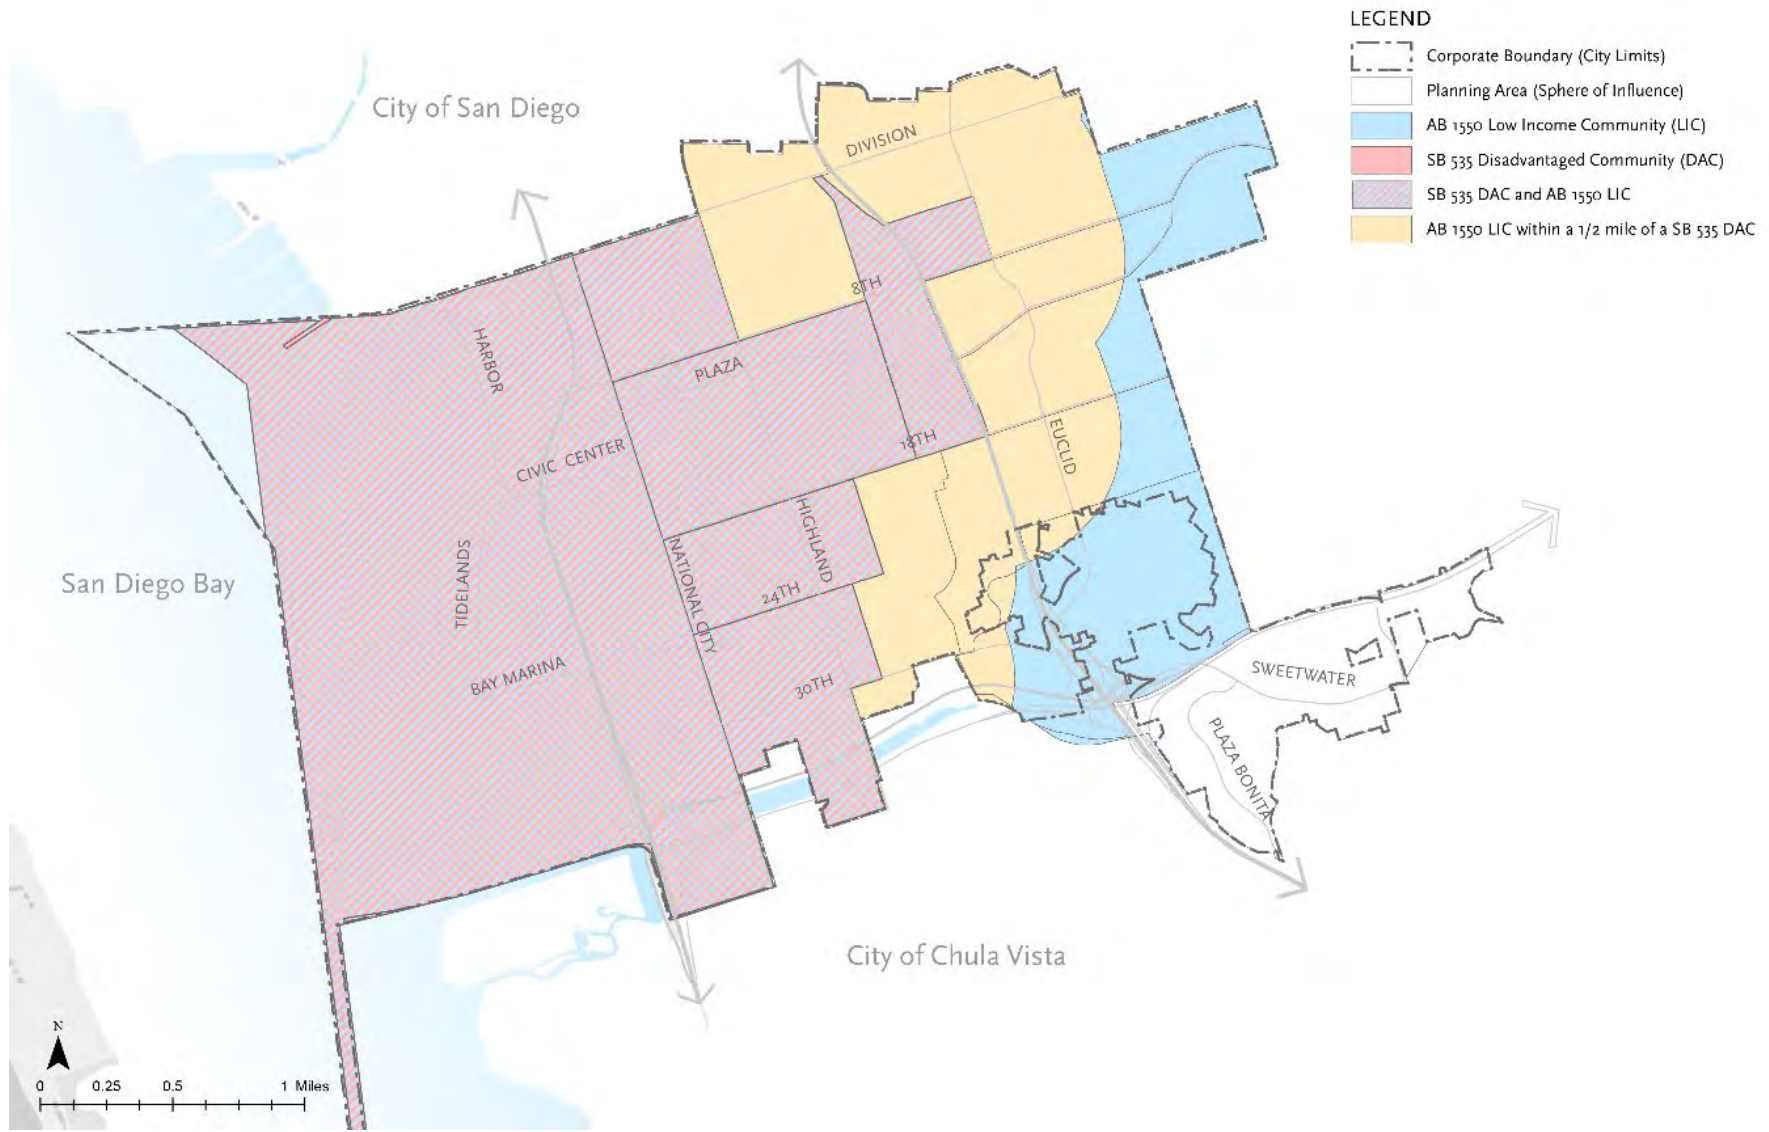 LEGEND
Corporate Boundary (City Limits)
Planning Area (Sphere of Influence)
AB 1550 Low Income Community (LIC)
SB 535 Disadvantaged Community (DAC)
SB 535 DAC and AB 1550 LIC
AB 1550 LIC within a 1/2 mile of a SB 535 DAC
City of San Diego
DIVISION
8TH
HARBOR
PLAZA
CIVIC CENTER
18TH
EUCLID
HIGHLAND
San Diego Bay
TIDELANDS
NATIONAL CITY
24TH
BAY MARINA
30TH
SWEETWATER
PLAZA BONITA
City of Chula Vista
N
0 0.25 0.5 1 Miles